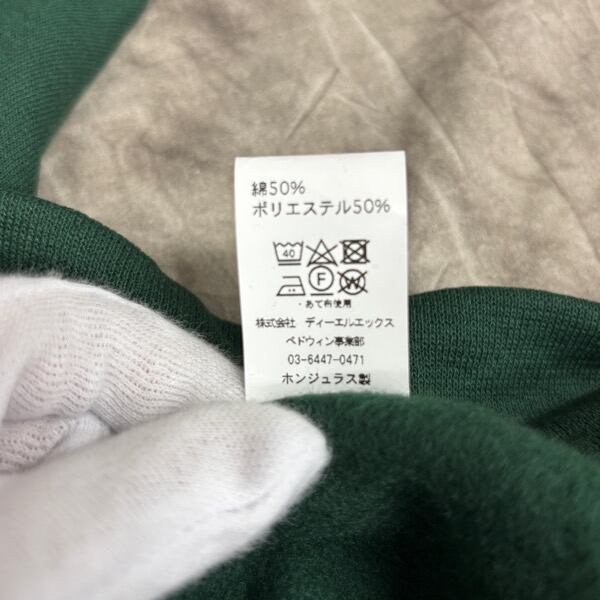 綿50%
ポリエステル50%
40
F W
・あて布使用
株式会社 ディーエルエックス
ベドウィン事業部
03-6447-0471
ホンジュラス製